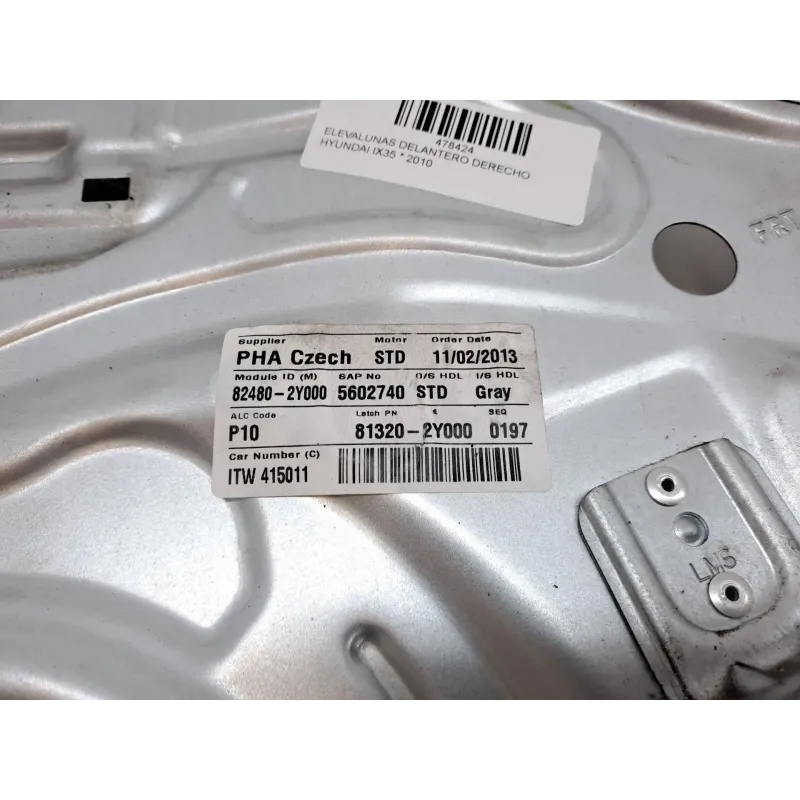 478424
ELEVALUNAS DELANTERO DERECHO
HYUNDAI IX35 * 2010
FRT
Supplier Motor Order Date
PHA Czech STD 11/02/2013
Module ID (M) SAP No O/S HDL I/S HDL
82480-2Y000 5602740 STD Gray
ALC Code Latch PN SEQ
P10 81320-2Y000 0197
Car Number (C)
ITW 415011
LMS